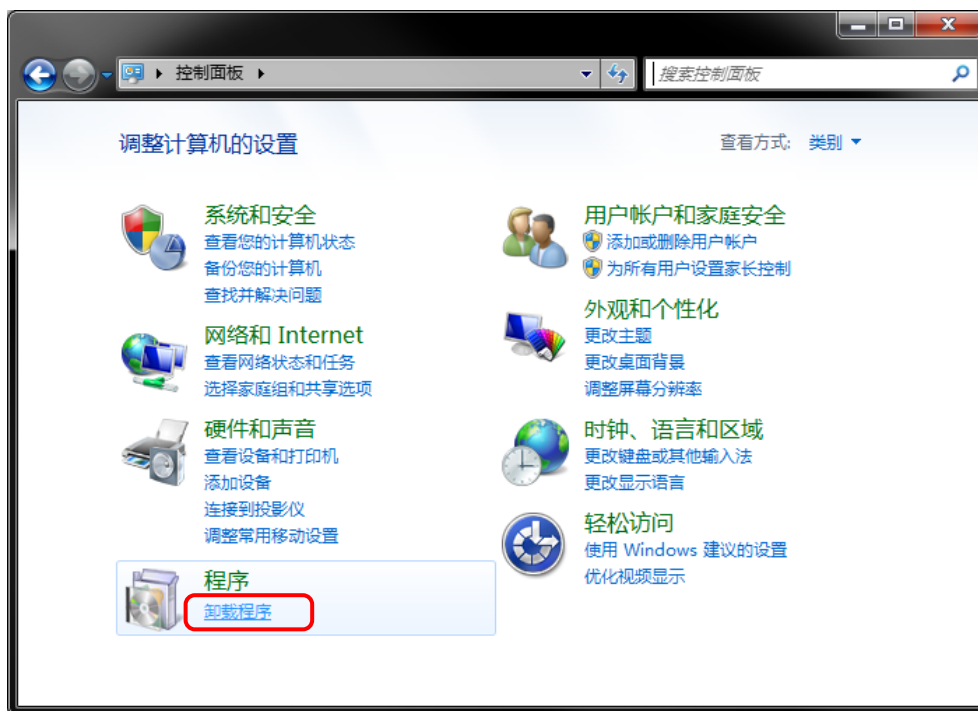 控制面板
搜索控制面板
调整计算机的设置
查看方式: 类别
系统和安全
查看您的计算机状态
备份您的计算机
查找并解决问题
网络和 Internet
查看网络状态和任务
选择家庭组和共享选项
硬件和声音
查看设备和打印机
添加设备
连接到投影仪
调整常用移动设置
程序
卸载程序
用户帐户和家庭安全
添加或删除用户帐户
为所有用户设置家长控制
外观和个性化
更改主题
更改桌面背景
调整屏幕分辨率
时钟、语言和区域
更改键盘或其他输入法
更改显示语言
轻松访问
使用 Windows 建议的设置
优化视频显示